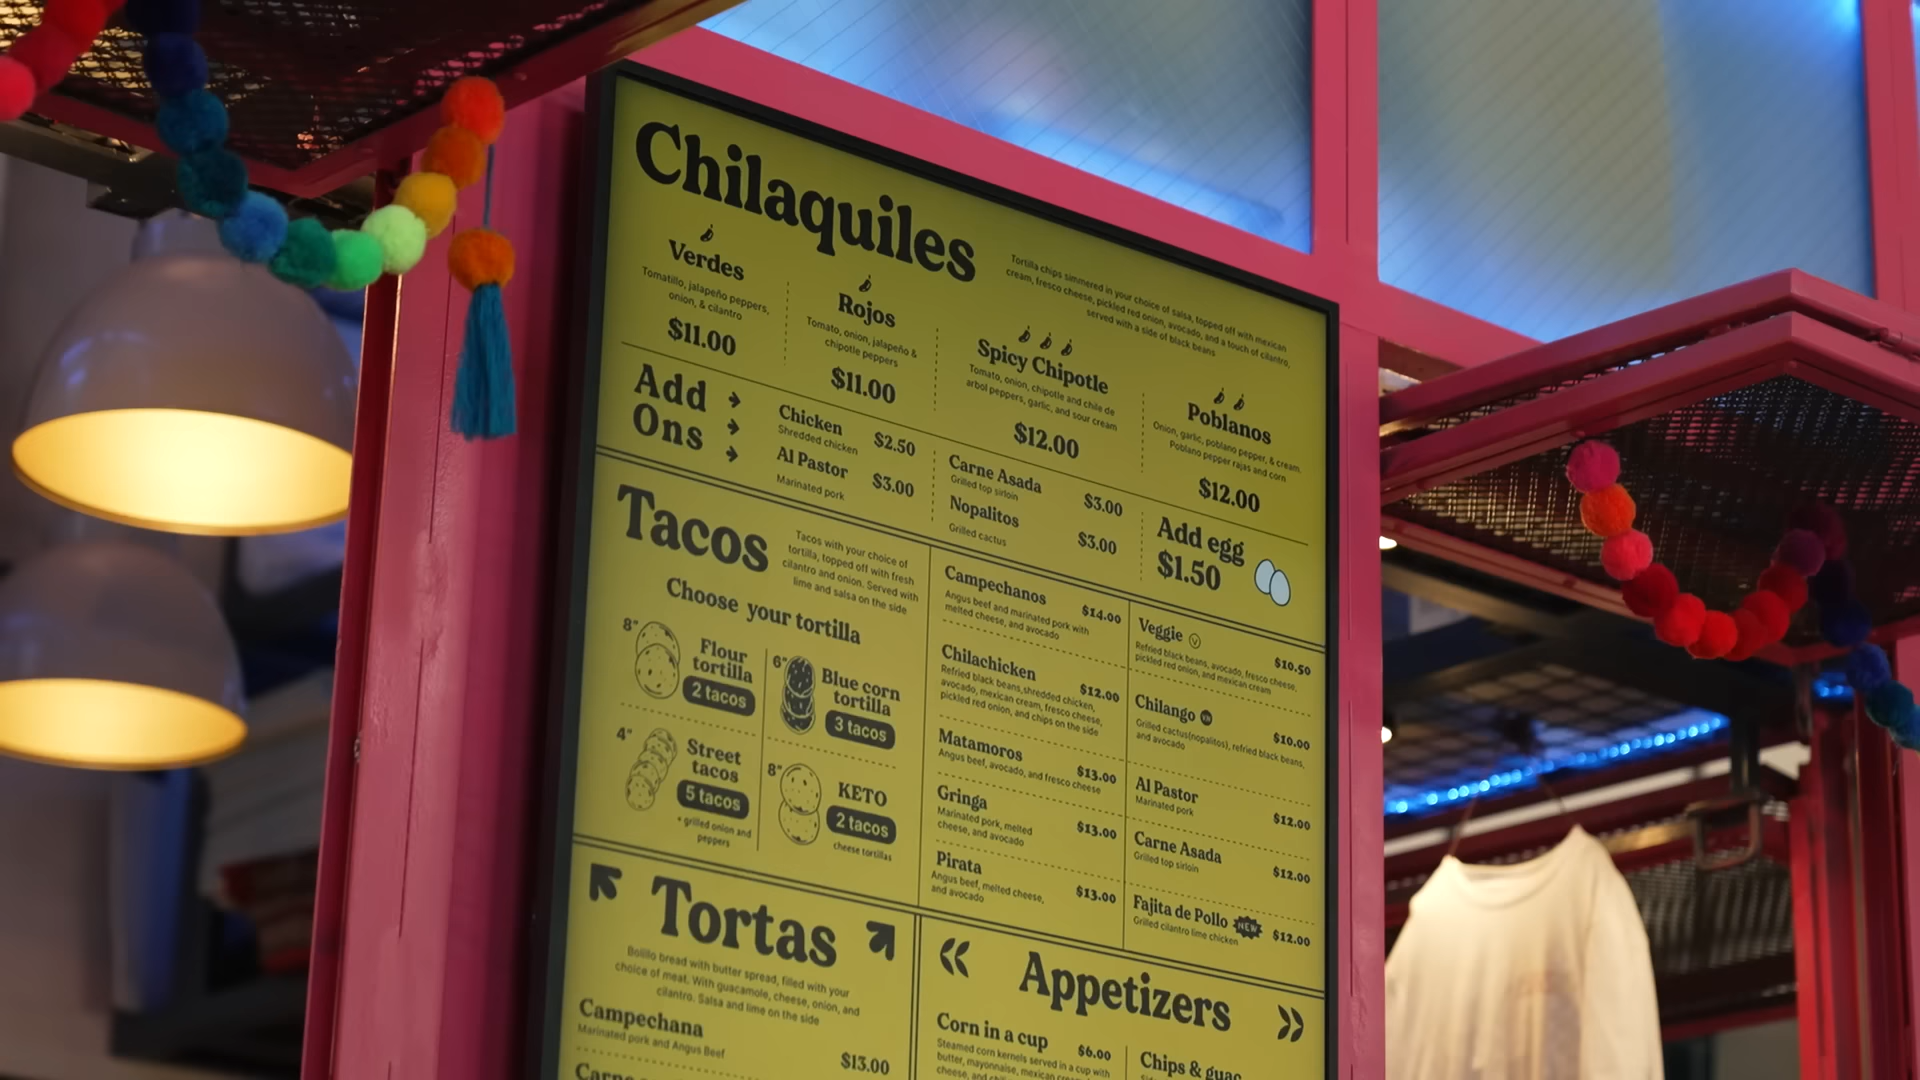 Chilaquiles
Tortilla chips simmered in your choice of salsa, topped off with mexican
cream, fresco cheese, pickled red onion, avocado, and a touch of cilantro,
served with a side of black beans
Verdes
Tomatillo, jalapeño peppers,
onion, & cilantro
$11.00
Rojos
Tomato, onion, jalapeño &
chipotle peppers
$11.00
Spicy Chipotle
Tomato, onion, chipotle and chile de
arbol peppers, garlic, and sour cream
$12.00
Poblanos
Onion, garlic, poblano pepper, & cream.
Poblano pepper rajas and corn
$12.00
Add
Ons
Chicken $2.50
Shredded chicken
Al Pastor $3.00
Marinated pork
Carne Asada $3.00
Grilled top sirloin
Nopalitos $3.00
Grilled cactus
Add egg
$1.50
Tacos
Tacos with your choice of
tortilla, topped off with fresh
cilantro and onion. Served with
lime and salsa on the side
Choose your tortilla
8" Flour
tortilla
2 tacos
6" Blue corn
tortilla
3 tacos
4" Street
tacos
5 tacos
+ grilled onion and
peppers
8" KETO
2 tacos
cheese tortillas
Campechanos $14.00
Angus beef and marinated pork with
melted cheese, and avocado
Chilachicken $12.00
Refried black beans, shredded chicken,
avocado, mexican cream, fresco cheese,
pickled red onion, and chips on the side
Matamoros $13.00
Angus beef, avocado, and fresco cheese
Gringa $13.00
Marinated pork, melted
cheese, and avocado
Pirata $13.00
Angus beef, melted cheese,
and avocado
Veggie V $10.50
Refried black beans, avocado, fresco cheese,
pickled red onion, and mexican cream
Chilango $10.00
Grilled cactus(nopalitos), refried black beans,
and avocado
Al Pastor $12.00
Marinated pork
Carne Asada $12.00
Grilled top sirloin
Fajita de Pollo NEW $12.00
Grilled cilantro lime chicken
Tortas
Bolillo bread with butter spread, filled with your
choice of meat. With guacamole, cheese, onion, and
cilantro. Salsa and lime on the side
Campechana $13.00
Marinated pork and Angus Beef
Appetizers
Corn in a cup $6.00
Steamed corn kernels served in a cup with
butter, mayonnaise, mexican
cheese, and
Chips & guac